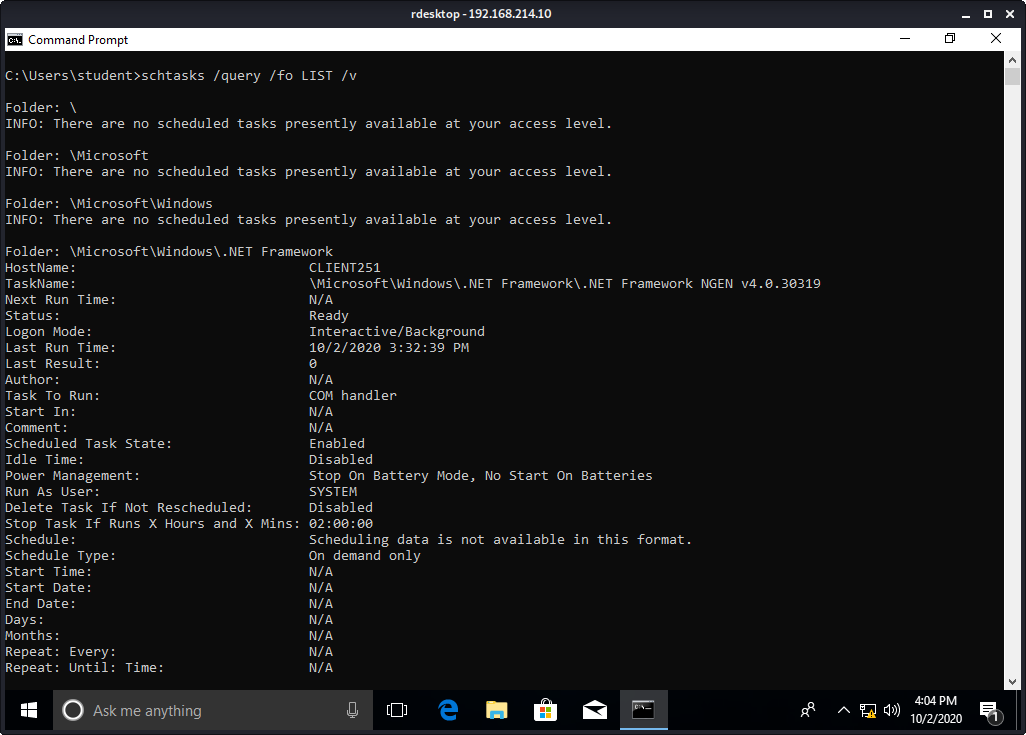 rdesktop - 192.168.214.10
Command Prompt
C:\Users\student>schtasks /query /fo LIST /v
Folder: \
INFO: There are no scheduled tasks presently available at your access level.
Folder: \Microsoft
INFO: There are no scheduled tasks presently available at your access level.
Folder: \Microsoft\Windows
INFO: There are no scheduled tasks presently available at your access level.
Folder: \Microsoft\Windows\.NET Framework
HostName: CLIENT251
TaskName: \Microsoft\Windows\.NET Framework\.NET Framework NGEN v4.0.30319
Next Run Time: N/A
Status: Ready
Logon Mode: Interactive/Background
Last Run Time: 10/2/2020 3:32:39 PM
Last Result: 0
Author: N/A
Task To Run: COM handler
Start In: N/A
Comment: N/A
Scheduled Task State: Enabled
Idle Time: Disabled
Power Management: Stop On Battery Mode, No Start On Batteries
Run As User: SYSTEM
Delete Task If Not Rescheduled: Disabled
Stop Task If Runs X Hours and X Mins: 02:00:00
Schedule: Scheduling data is not available in this format.
Schedule Type: On demand only
Start Time: N/A
Start Date: N/A
End Date: N/A
Days: N/A
Months: N/A
Repeat: Every: N/A
Repeat: Until: Time: N/A
Ask me anything
4:04 PM
10/2/2020
1